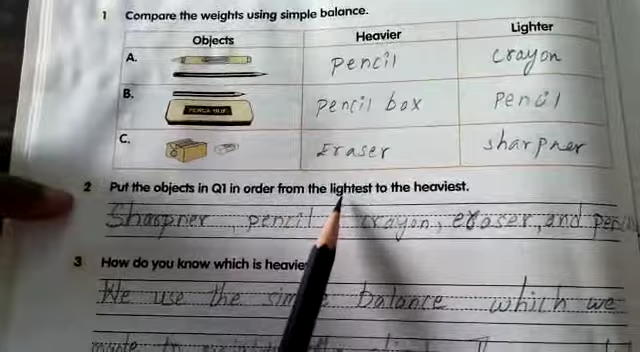 1 Compare the weights using simple balance.
Objects Heavier Lighter
A. pencil crayon
B. PENCIL BOX pencil box pencil
C. Eraser sharpner
2 Put the objects in Q1 in order from the lightest to the heaviest.
Sharpner, pencil crayon, eraser, and
3 How do you know which is
We use the balance which we